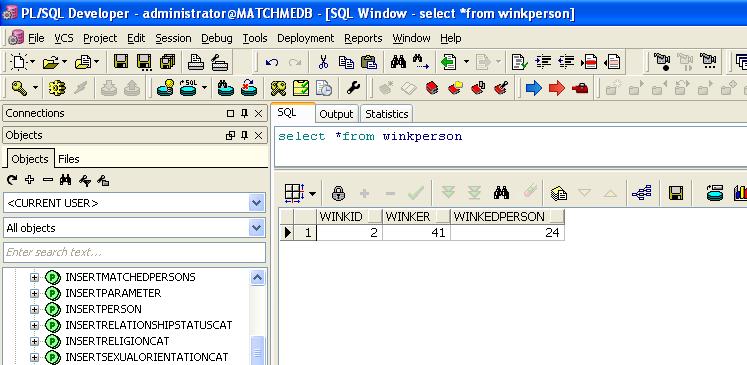 PL/SQL Developer - administrator@MATCHMEDB - [SQL Window - select *from winkperson]
File VCS Project Edit Session Debug Tools Deployment Reports Window Help
Connections
Objects
Objects Files
<CURRENT USER>
All objects
Enter search text...
INSERTMATCHEDPERSONS
INSERTPARAMETER
INSERTPERSON
INSERTRELATIONSHIPSTATUSCAT
INSERTRELIGIONCAT
INSERTSEXUALORIENTATIONCAT
SQL Output Statistics
select *from winkperson
WINKID WINKER WINKEDPERSON
1 2 41 24